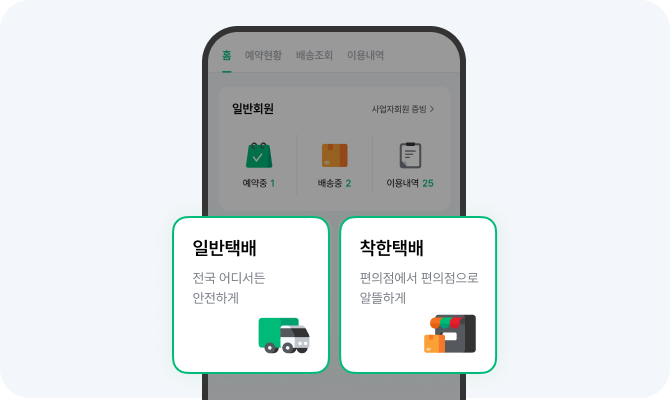 홈 예약현황 배송조회 이용내역
일반회원 사업자회원 증빙
예약중 1 배송중 2 이용내역 25
일반택배
전국 어디서든
안전하게
착한택배
편의점에서 편의점으로
알뜰하게